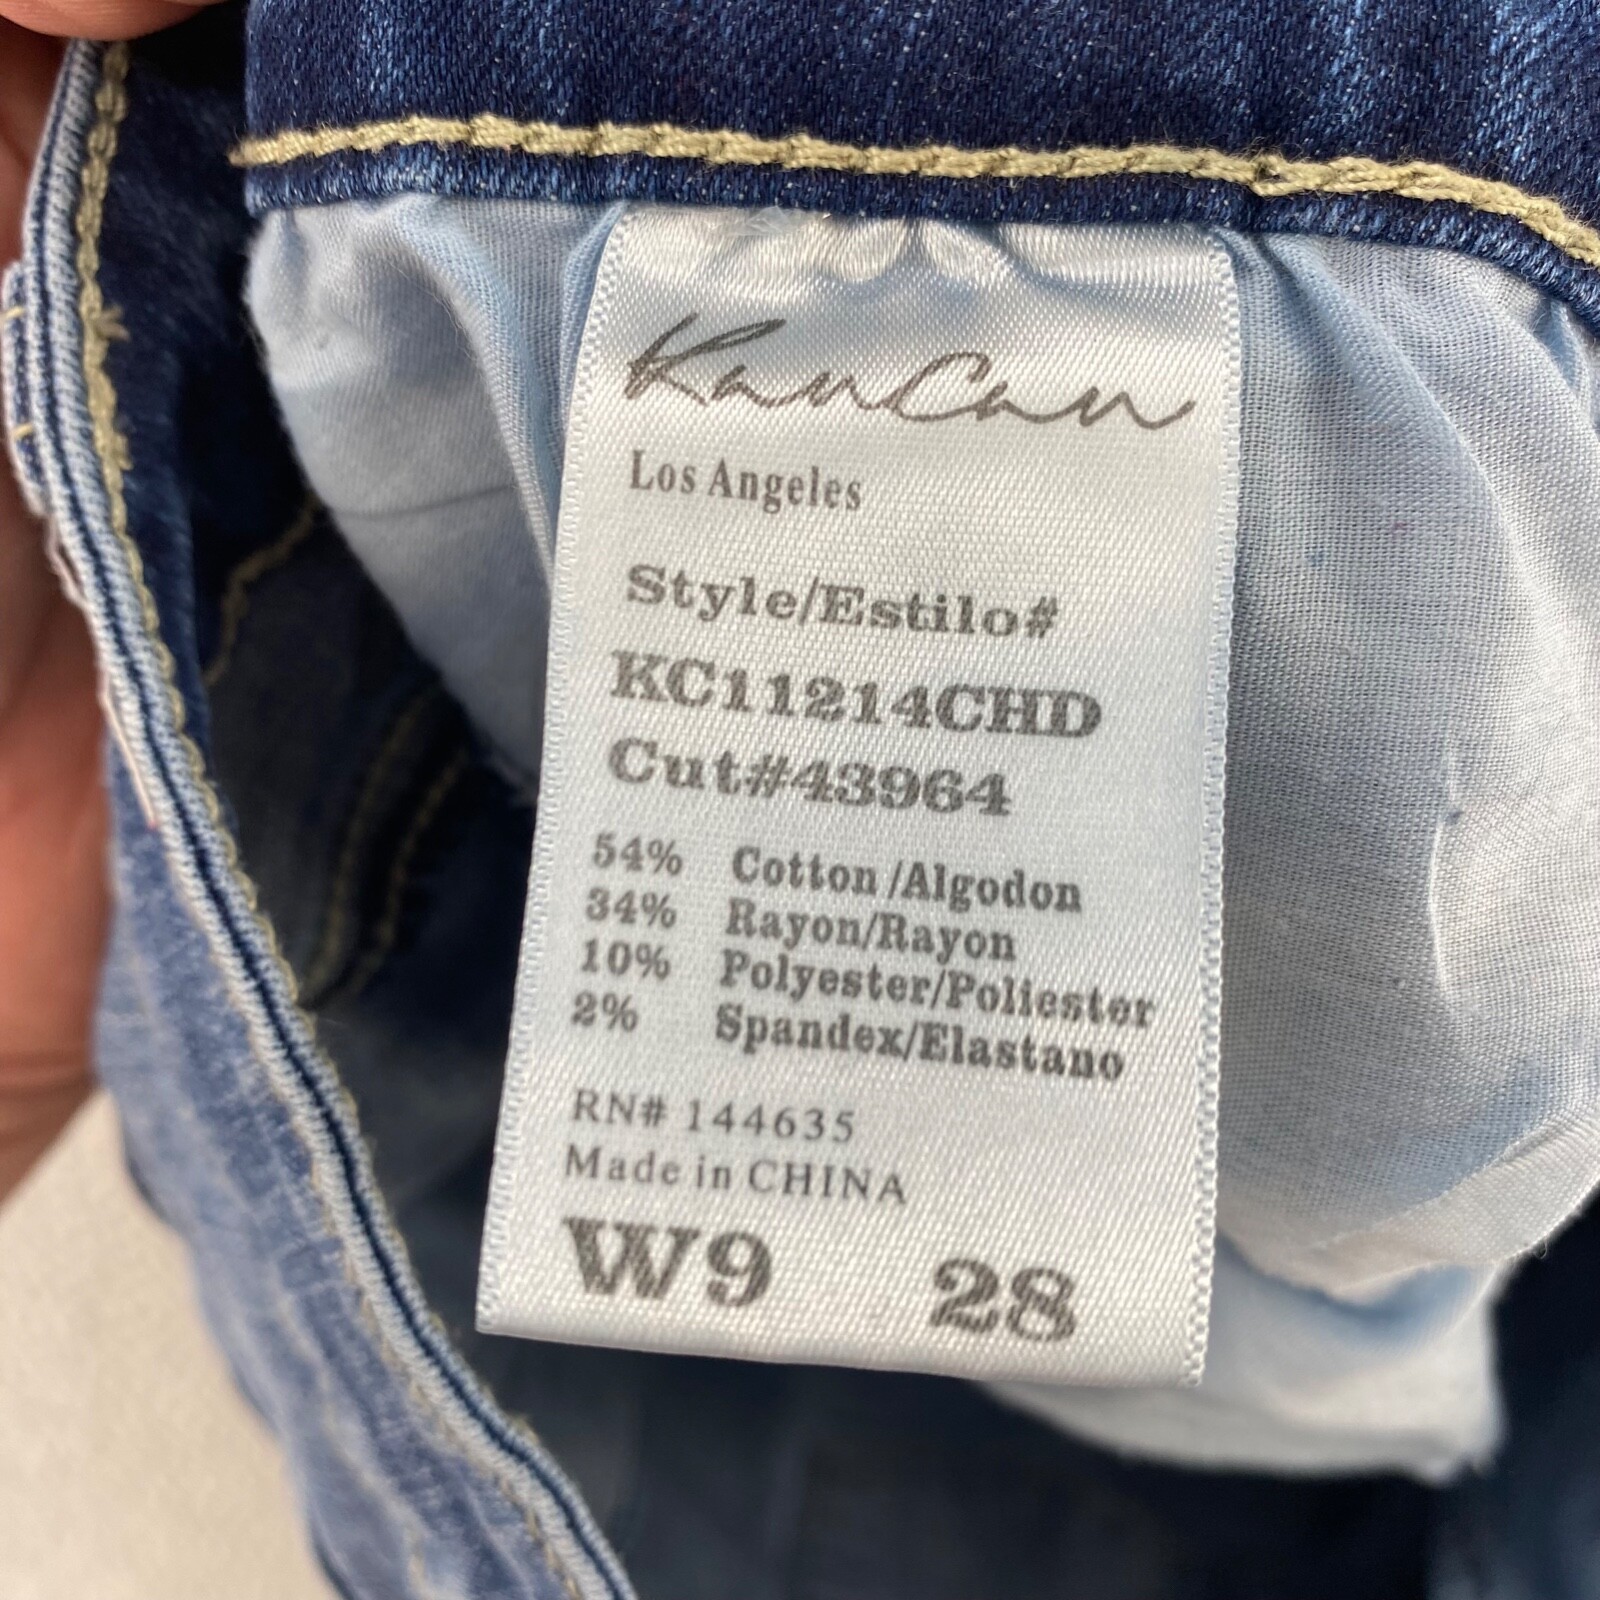 KanCan
Los Angeles
Style/Estilo#
KC11214CHD
Cut#43964
54% Cotton/Algodon
34% Rayon/Rayon
10% Polyester/Poliester
2% Spandex/Elastano
RN# 144635
Made in CHINA
W9 28